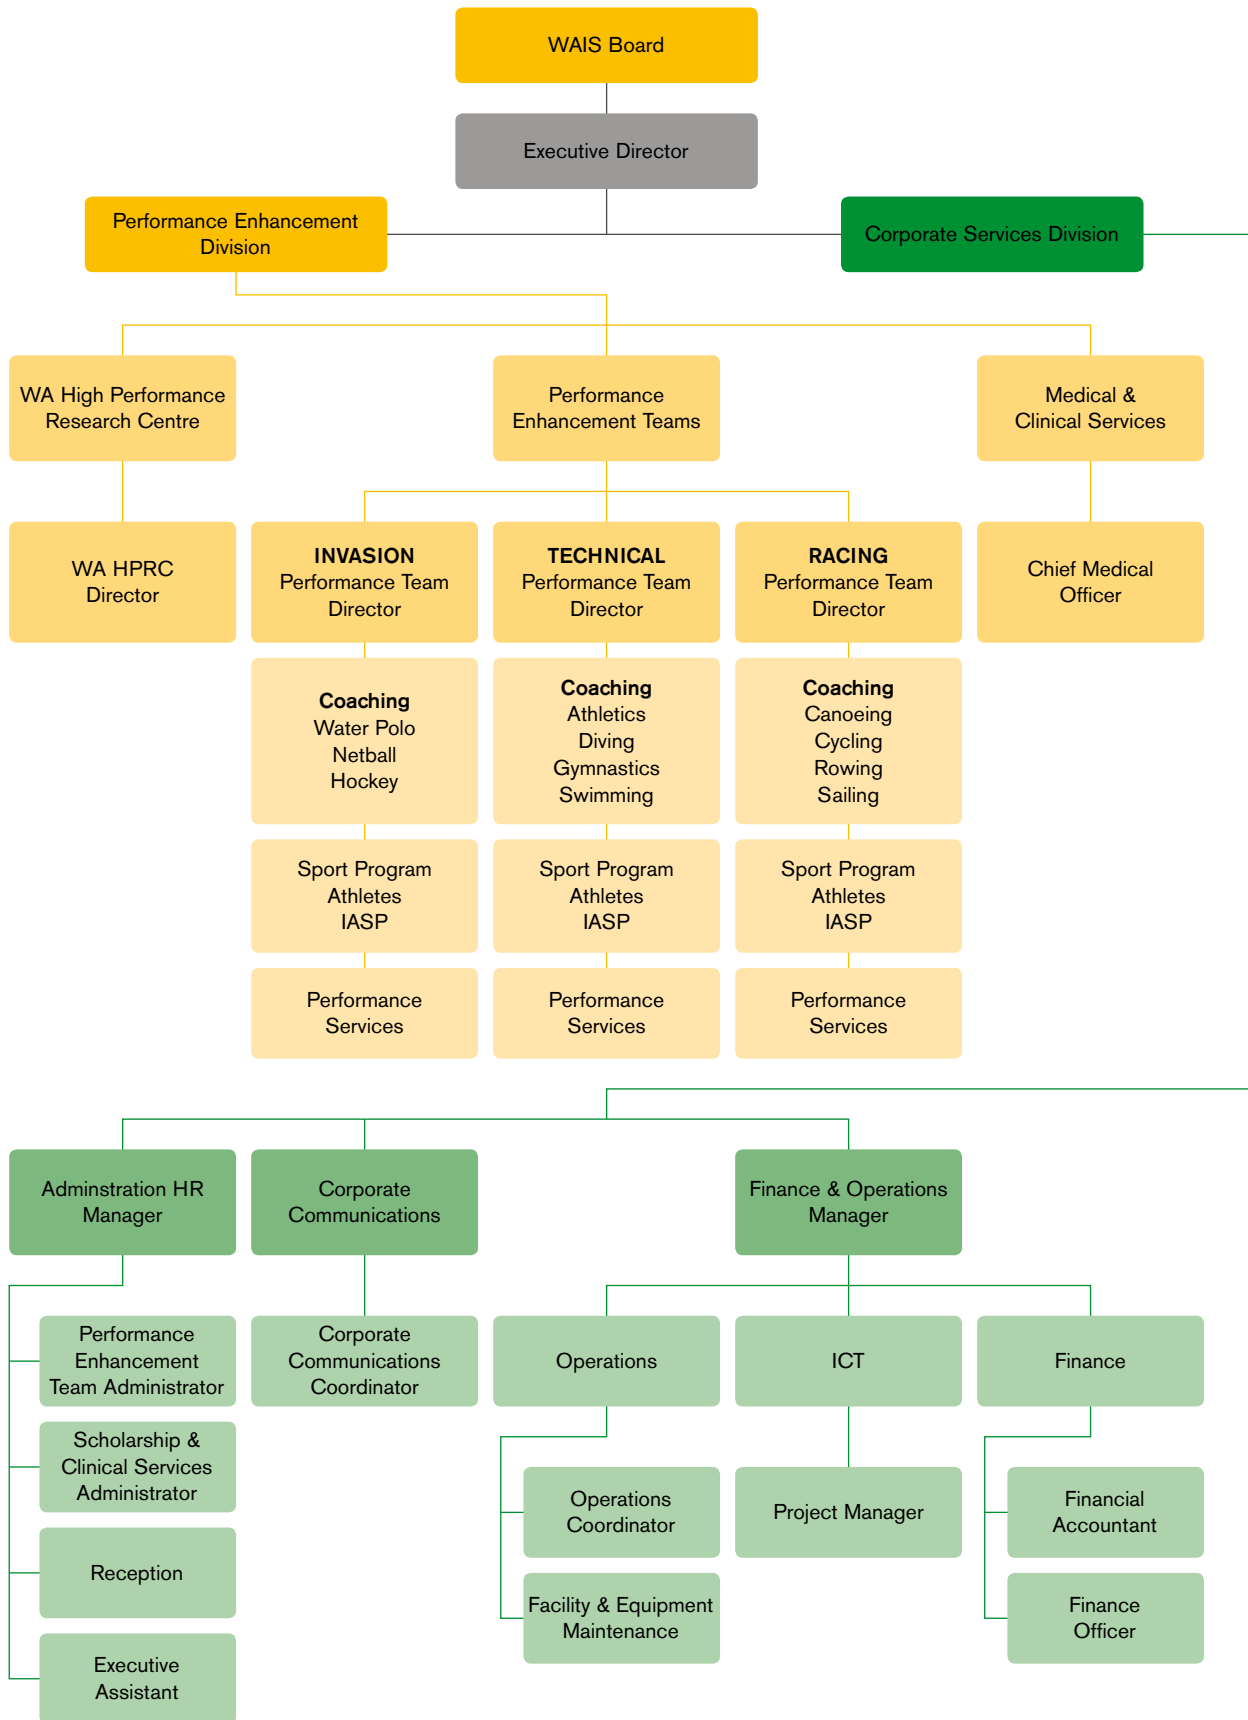 WAIS Board
Executive Director
Performance Enhancement
Division
Corporate Services Division
WA High Performance
Research Centre
Performance
Enhancement Teams
Medical &
Clinical Services
WA HPRC
Director
INVASION
Performance Team
Director
TECHNICAL
Performance Team
Director
RACING
Performance Team
Director
Chief Medical
Officer
Coaching
Water Polo
Netball
Hockey
Coaching
Athletics
Diving
Gymnastics
Swimming
Coaching
Canoeing
Cycling
Rowing
Sailing
Sport Program
Athletes
IASP
Sport Program
Athletes
IASP
Sport Program
Athletes
IASP
Performance
Services
Performance
Services
Performance
Services
Adminstration HR
Manager
Corporate
Communications
Finance & Operations
Manager
Performance
Enhancement
Team Administrator
Corporate
Communications
Coordinator
Operations
ICT
Finance
Scholarship &
Clinical Services
Administrator
Operations
Coordinator
Project Manager
Financial
Accountant
Reception
Facility & Equipment
Maintenance
Finance
Officer
Executive
Assistant